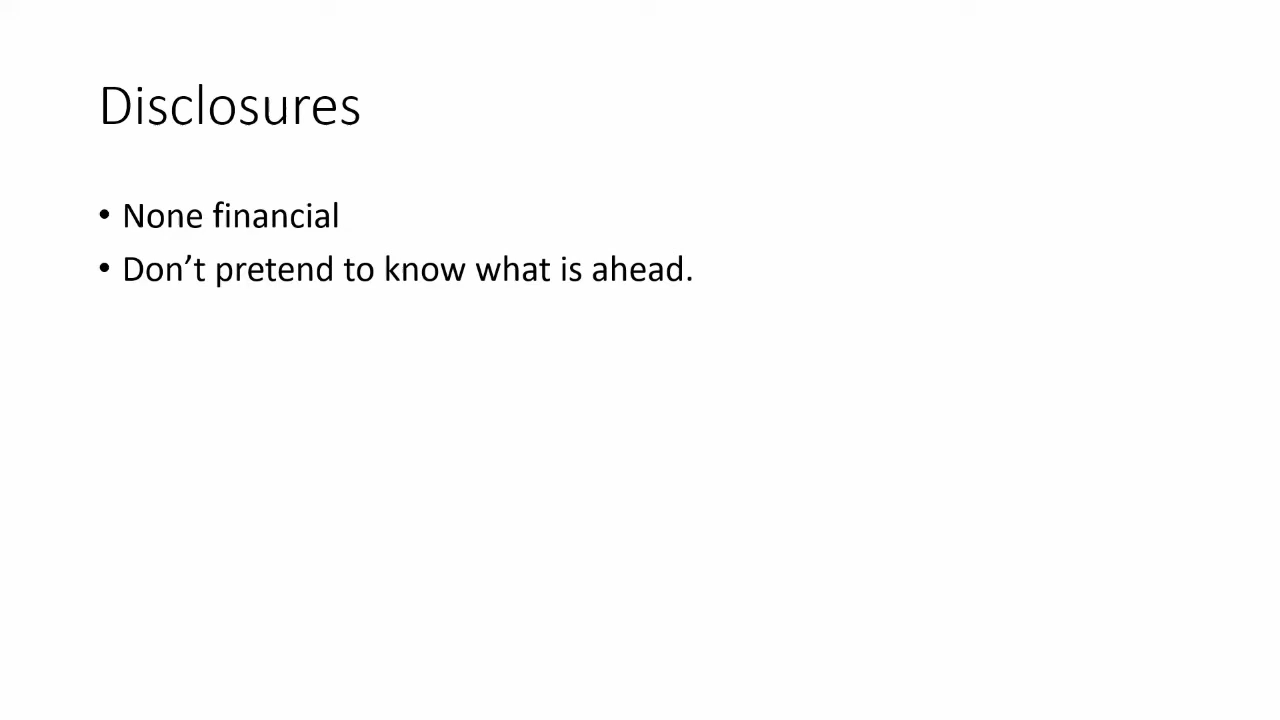 Disclosures
• None financial
• Don’t pretend to know what is ahead.